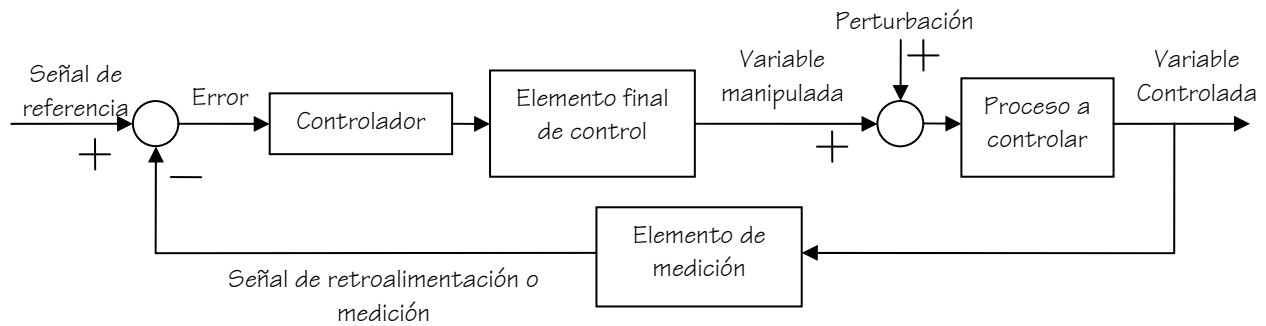 Perturbación
+
Señal de
referencia
+
−
Error
Controlador
Elemento final
de control
Variable
manipulada
+
Proceso a
controlar
Variable
Controlada
Elemento de
medición
Señal de retroalimentación o
medición